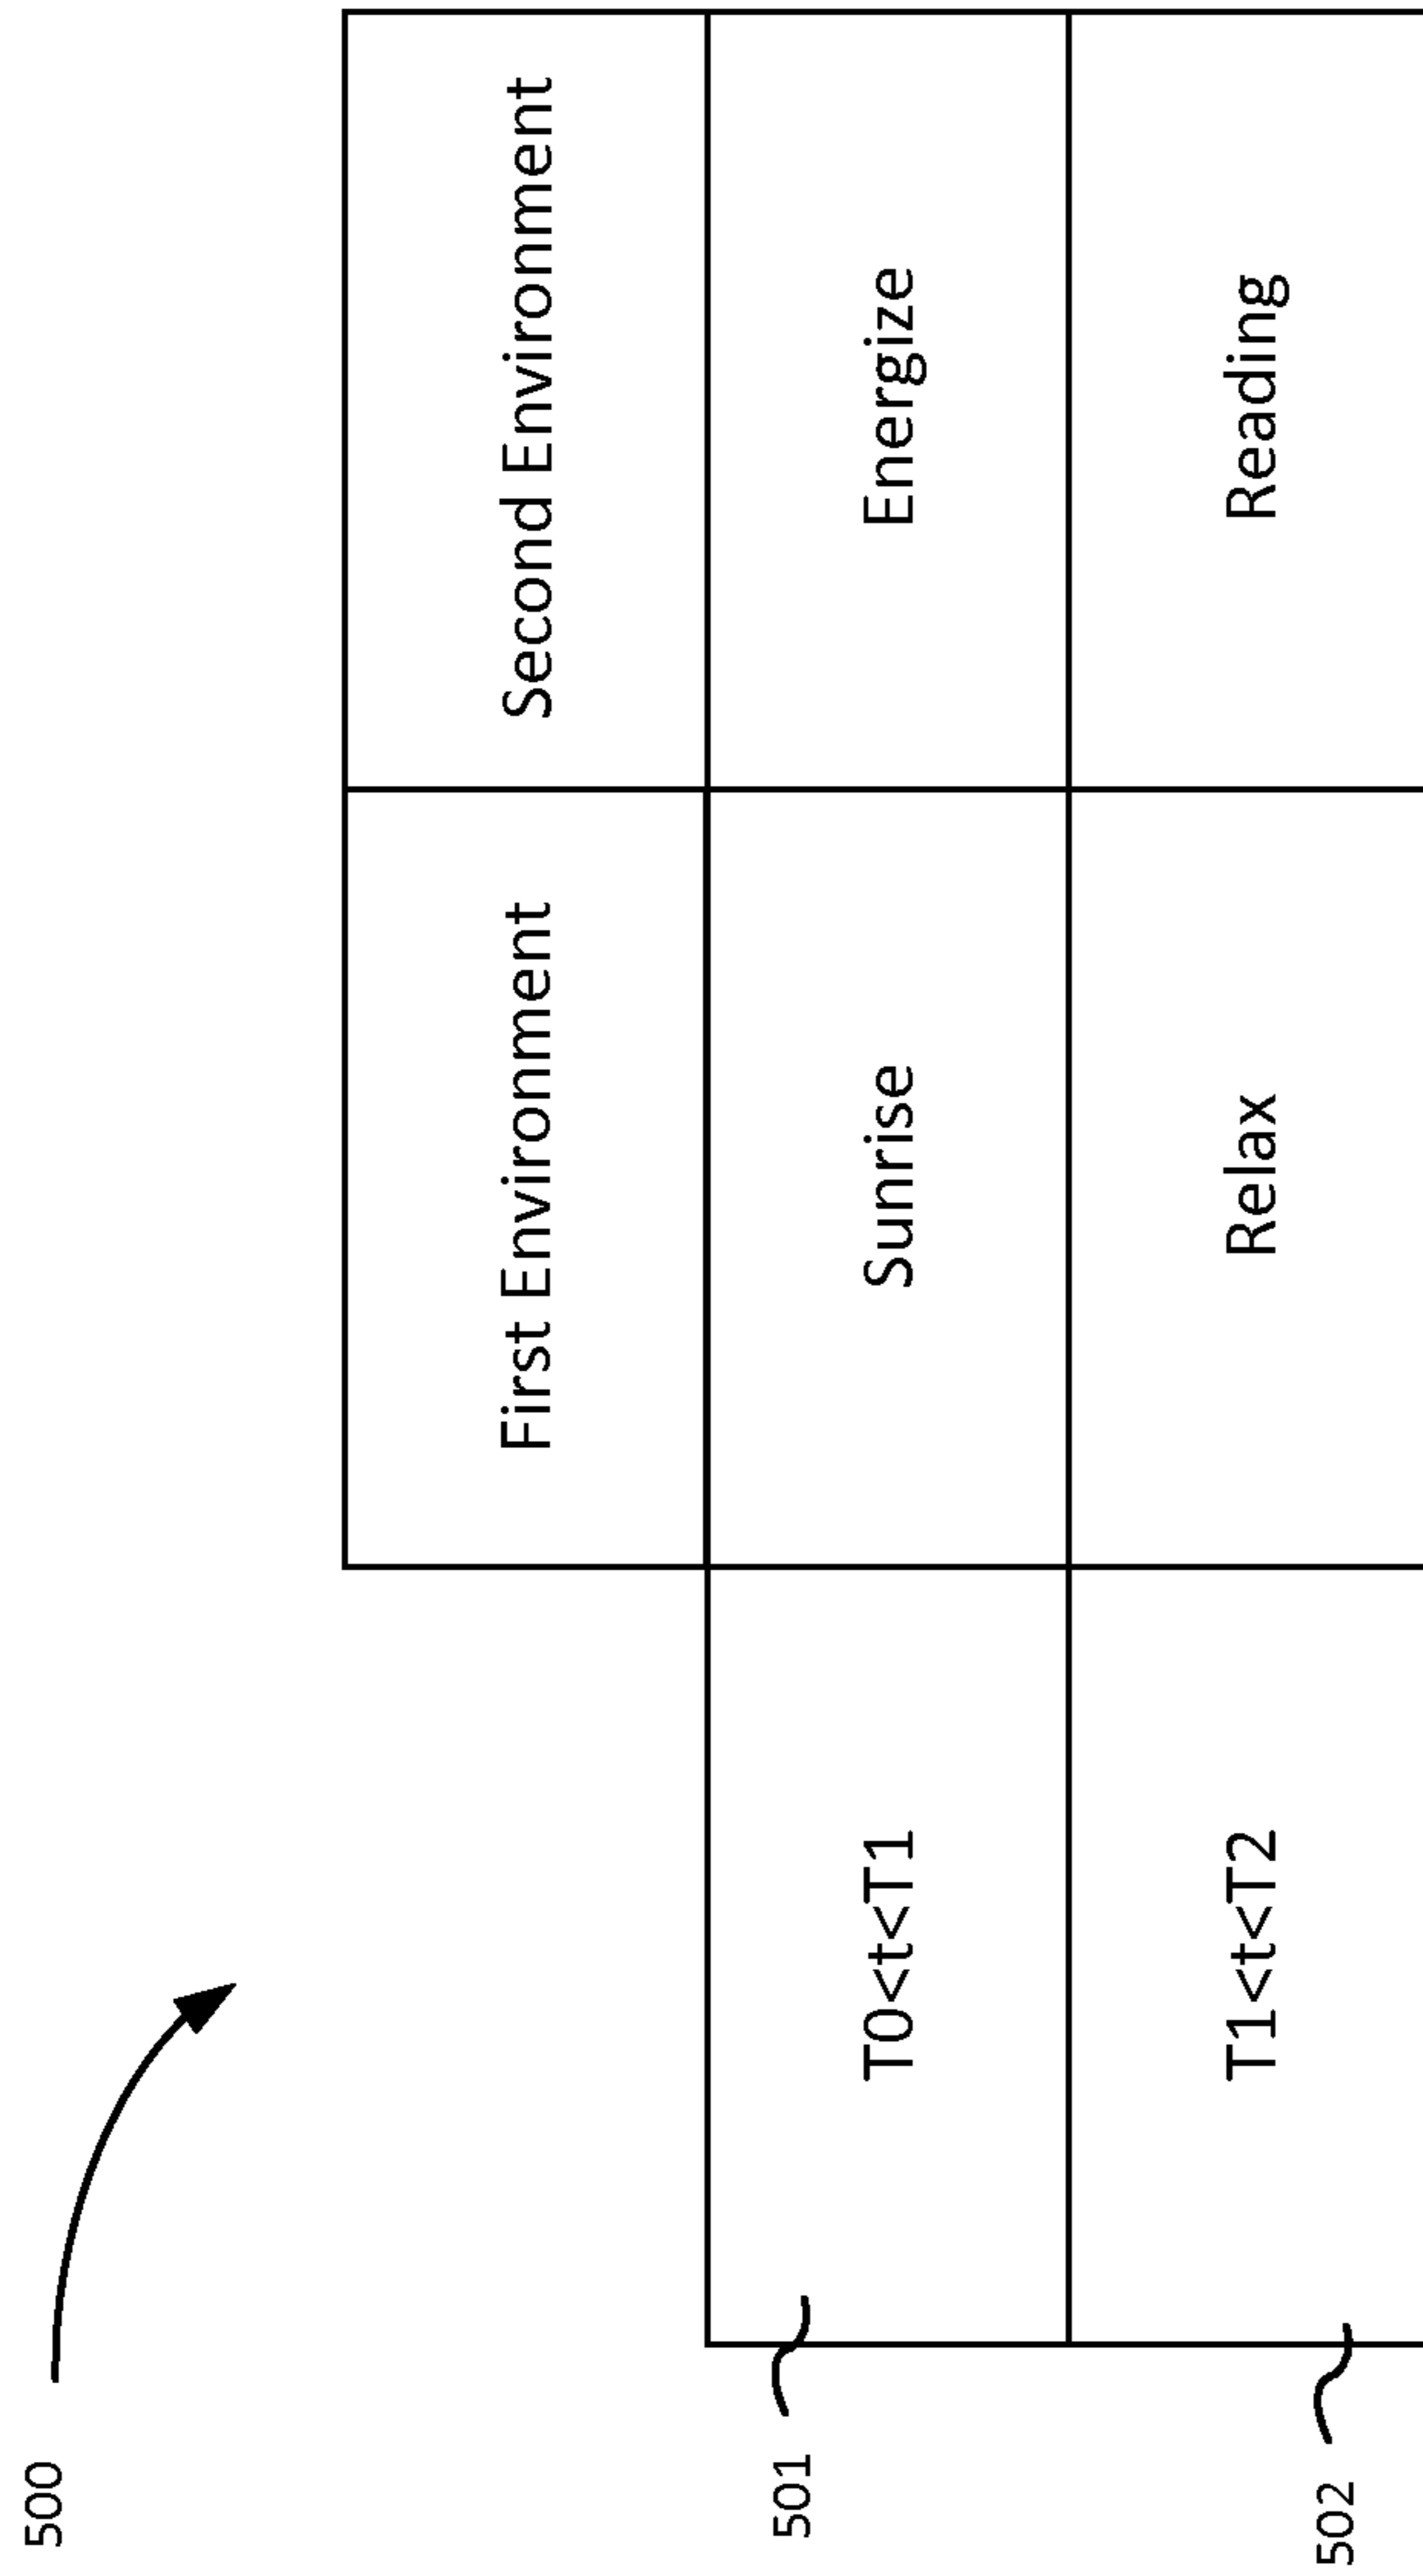 500
First Environment
Second Environment
501
T0<t<T1
Sunrise
Energize
502
T1<t<T2
Relax
Reading